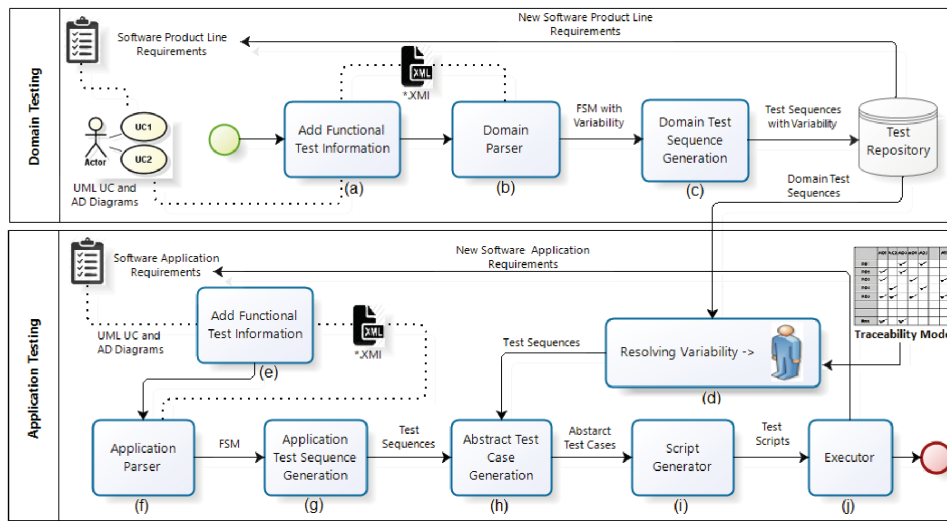 Domain Testing
Software Product Line
Requirements
New Software Product Line
Requirements
.XML
*.XMI
UC1
UC2
Actor
UML UC and
AD Diagrams
Add Functional
Test Information
(a)
Domain
Parser
(b)
FSM with
Variability
Domain Test
Sequence
Generation
(c)
Test Sequences
with Variability
Test
Repository
Domain Test
Sequences
Application Testing
Software Application
Requirements
New Software Application
Requirements
UML UC and
AD Diagrams
Add Functional
Test Information
(e)
XML
*.XMI
Test Sequences
Resolving Variability ->
(d)
Traceability Mode
Application
Parser
(f)
FSM
Application
Test Sequence
Generation
(g)
Test
Sequences
Abstract Test
Case
Generation
(h)
Abstarct
Test Cases
Script
Generator
(i)
Test
Scripts
Executor
(j)